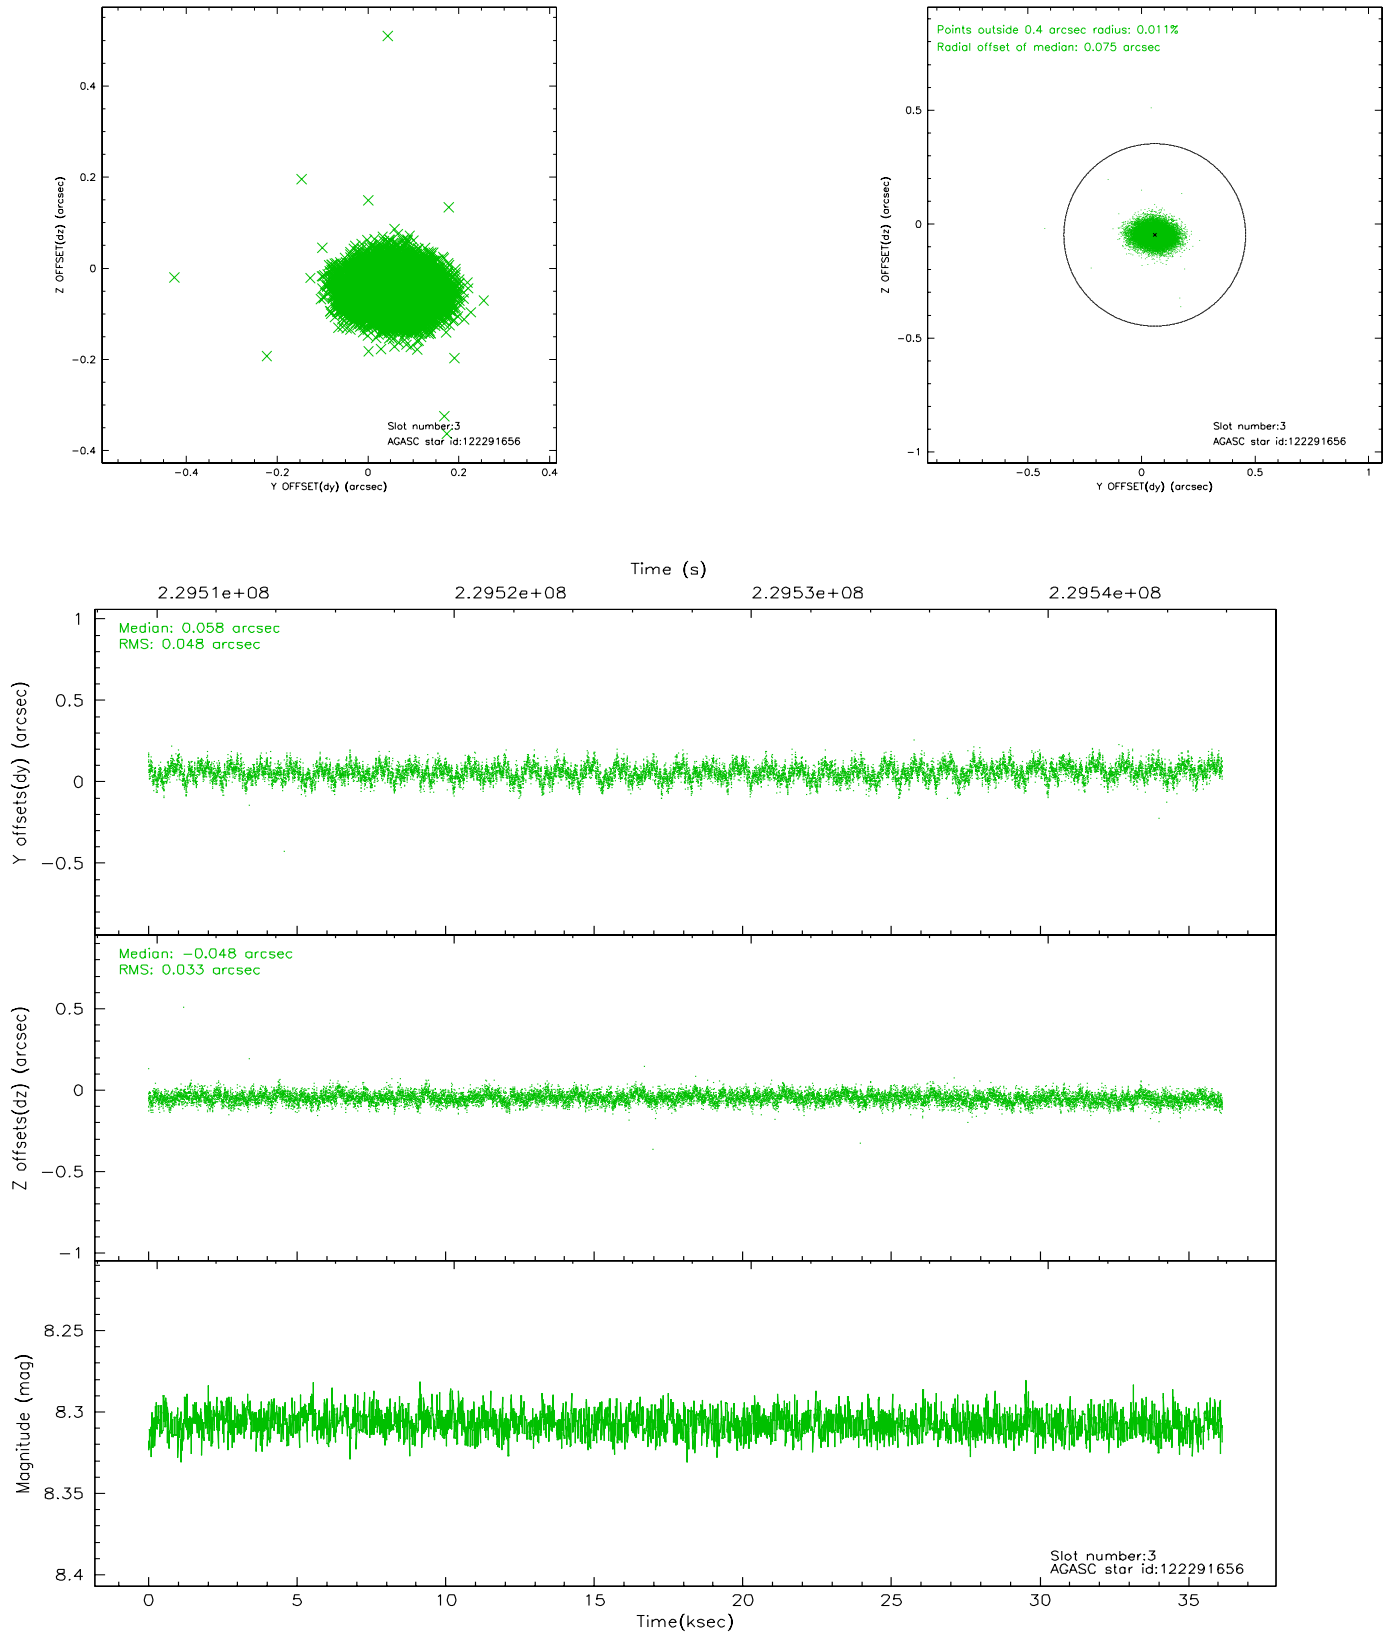 0.4
0.2
0
−0.2
−0.4
Z OFFSET(dz) (arcsec)
−0.4
−0.2
0
0.2
0.4
Y OFFSET(dy) (arcsec)
Slot number:3
AGASC star id:122291656
Points outside 0.4 arcsec radius: 0.011%
Radial offset of median: 0.075 arcsec
0.5
0
−0.5
−1
Z OFFSET(dz) (arcsec)
−0.5
0
0.5
1
Y OFFSET(dy) (arcsec)
Slot number:3
AGASC star id:122291656
Time (s)
2.2951e+08
2.2952e+08
2.2953e+08
2.2954e+08
Median: 0.058 arcsec
RMS: 0.048 arcsec
1
0.5
0
−0.5
Y offsets(dy) (arcsec)
Median: −0.048 arcsec
RMS: 0.033 arcsec
0.5
0
−0.5
−1
Z offsets(dz) (arcsec)
8.25
8.3
8.35
8.4
Magnitude (mag)
Slot number:3
AGASC star id:122291656
0
5
10
15
20
25
30
35
Time(ksec)